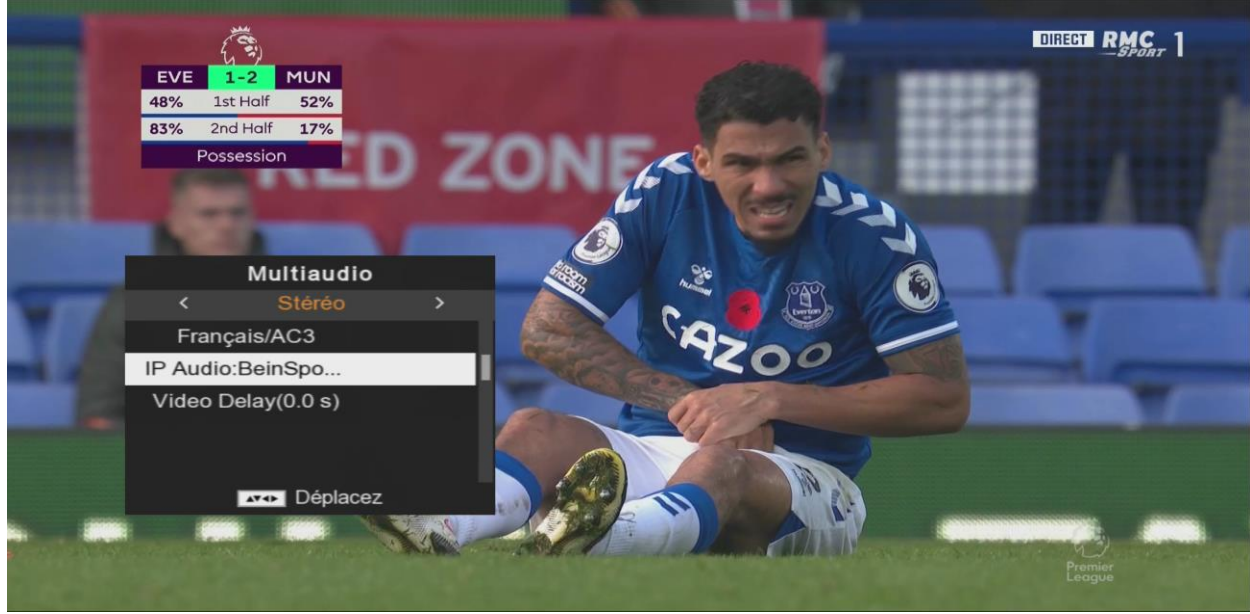 DIRECT RMC SPORT 1
EVE 1-2 MUN
48% 1st Half 52%
83% 2nd Half 17%
Possession
RED ZONE
Multiaudio
< Stéréo >
Français/AC3
IP Audio:BeinSpo...
Video Delay(0.0 s)
Déplacez
hummel
Everton
CAZOO
Premier
League